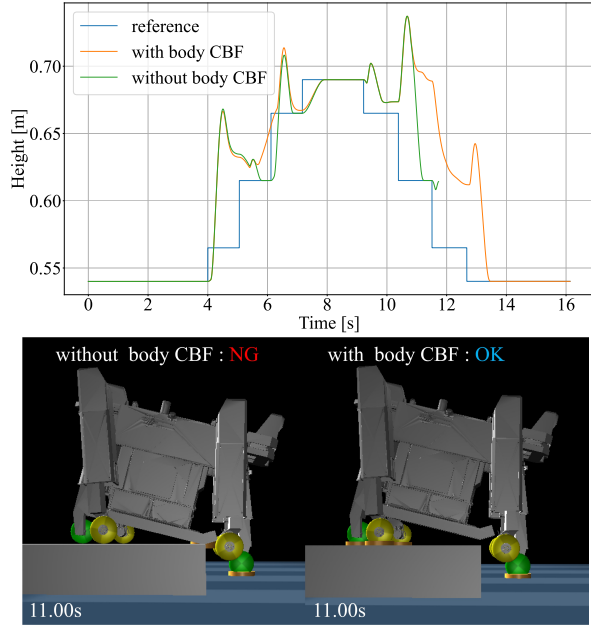 reference
with body CBF
without body CBF
Height [m]
0.70
0.65
0.60
0.55
0 2 4 6 8 10 12 14 16
Time [s]
without body CBF : NG
with body CBF : OK
11.00s
11.00s